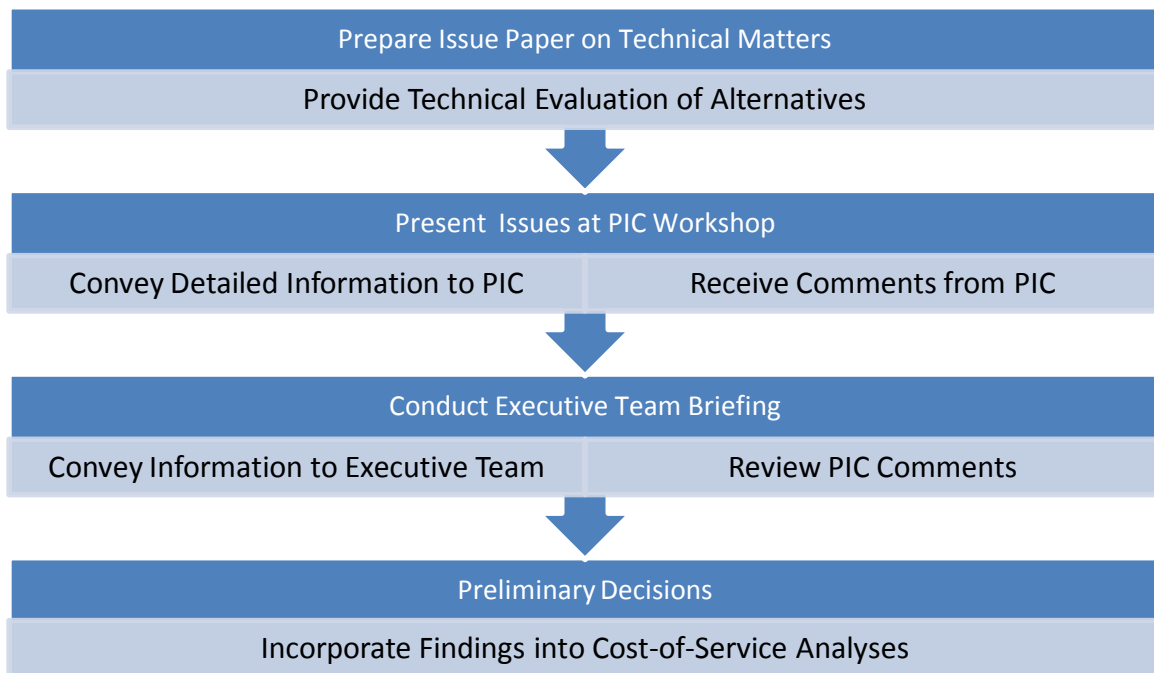 Prepare Issue Paper on Technical Matters
Provide Technical Evaluation of Alternatives
Present Issues at PIC Workshop
Convey Detailed Information to PIC
Receive Comments from PIC
Conduct Executive Team Briefing
Convey Information to Executive Team
Review PIC Comments
Preliminary Decisions
Incorporate Findings into Cost-of-Service Analyses